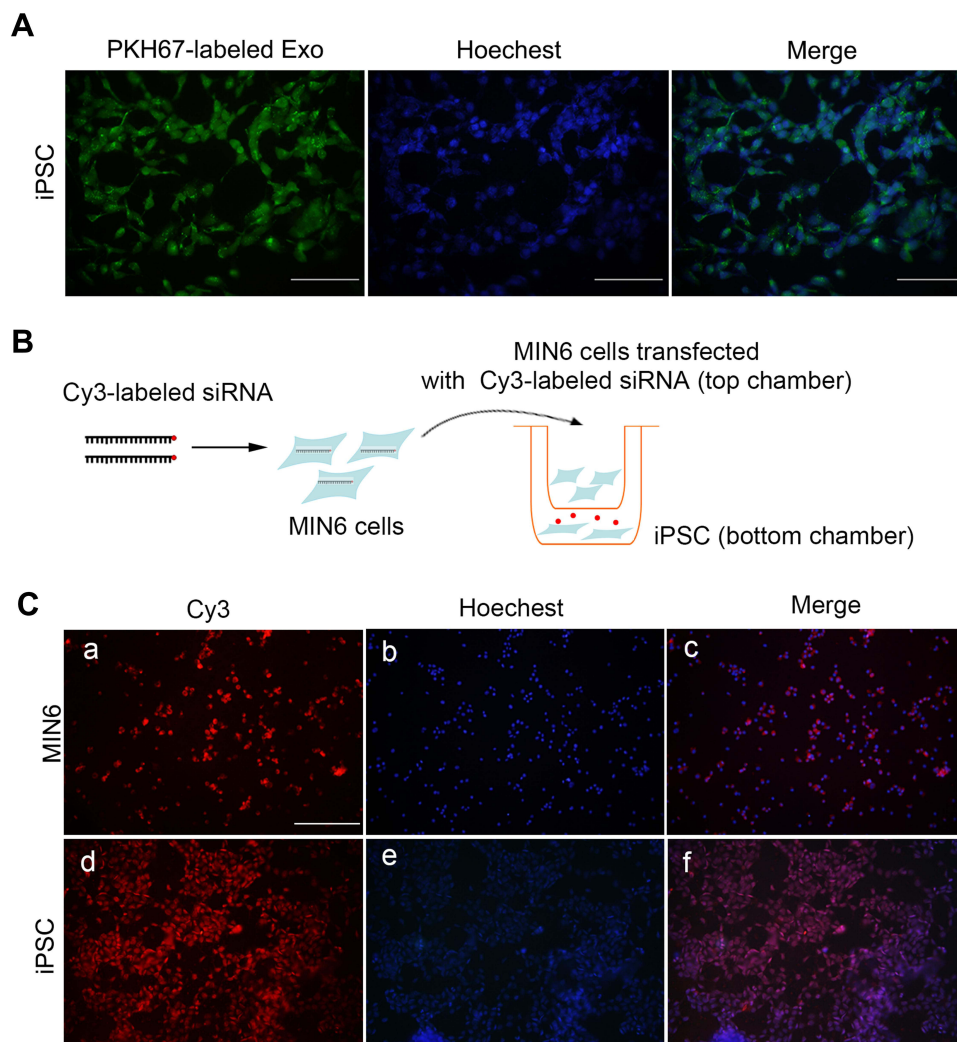 A
PKH67-labeled Exo
Hoechest
Merge
iPSC
B
Cy3-labeled siRNA
MIN6 cells
MIN6 cells transfected
with Cy3-labeled siRNA (top chamber)
iPSC (bottom chamber)
C
Cy3
Hoechest
Merge
MIN6
a
b
c
iPSC
d
e
f